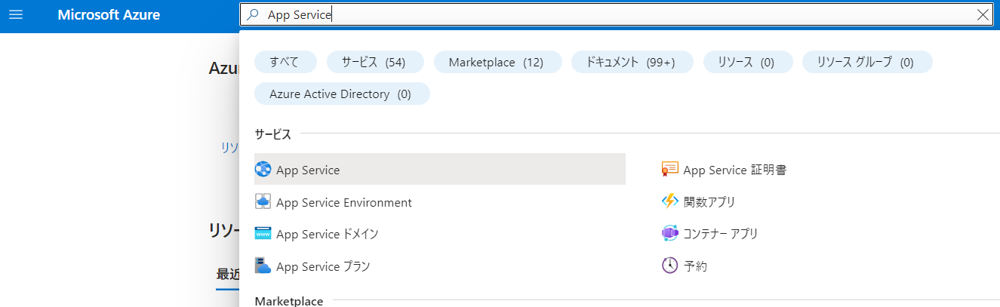 Microsoft Azure
App Service
すべて
サービス (54)
Marketplace (12)
ドキュメント (99+)
リソース (0)
リソース グループ (0)
Azure Active Directory (0)
サービス
App Service
App Service 証明書
App Service Environment
関数アプリ
App Service ドメイン
コンテナー アプリ
App Service プラン
予約
Marketplace
Azu
リソ
リソー
最近